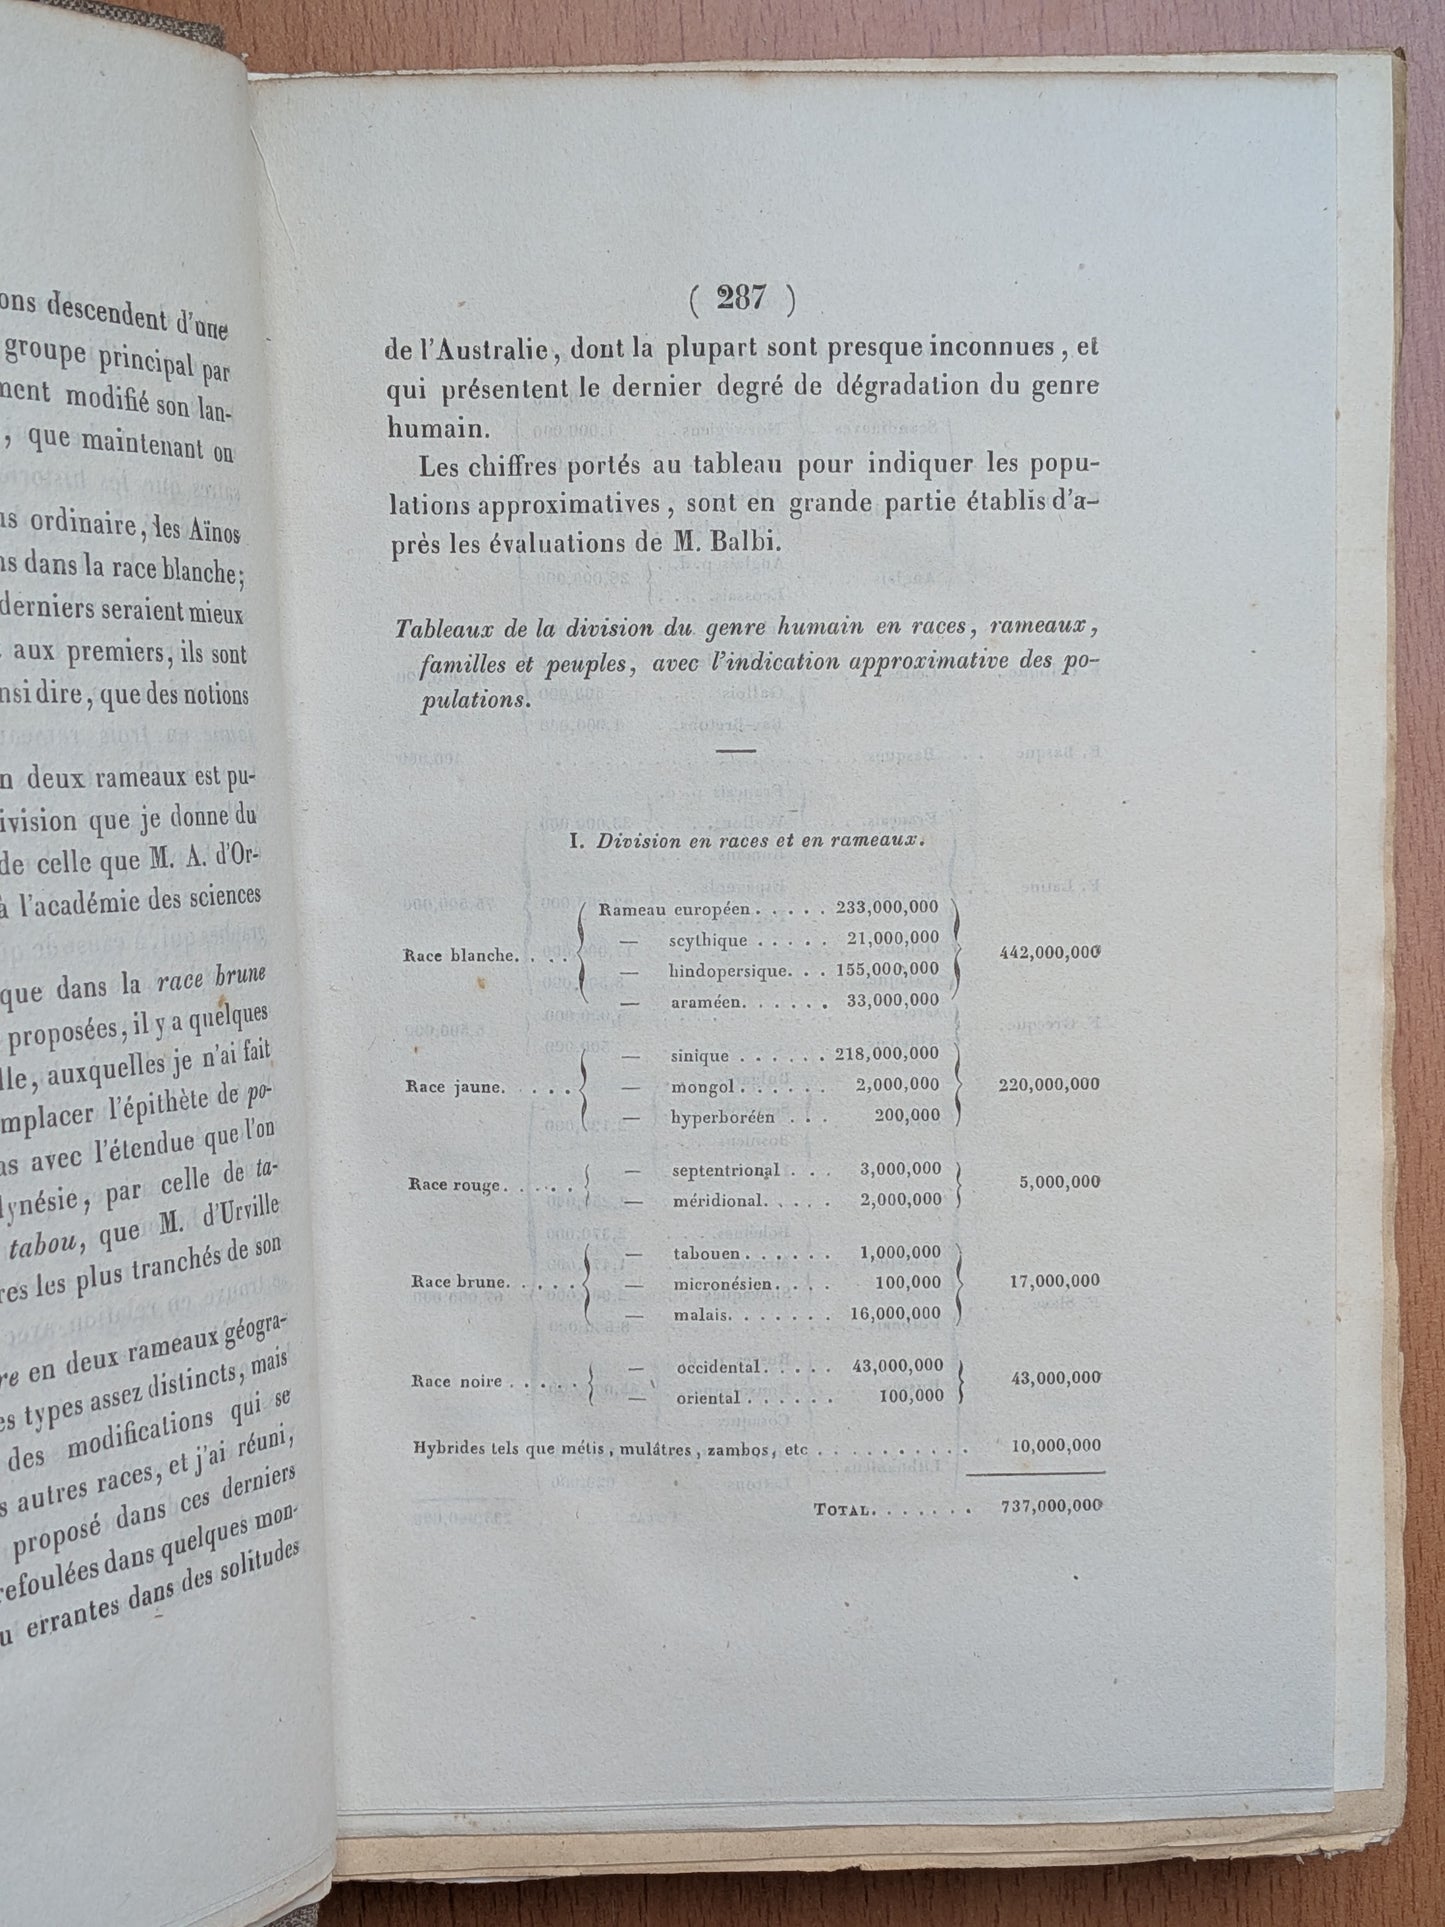 ons descendent d'une
groupe principal par
ment modifié son lan-
, que maintenant on
ns ordinaire, les Aïnos
ns dans la race blanche;
derniers seraient mieux
aux premiers, ils sont
nsi dire, que des notions
n deux rameaux est pu-
ivision que je donne du
de celle que M. A. d'Or-
à l'académie des sciences
que dans la race brune
proposées, il y a quelques
lle, auxquelles je n'ai fait
mplacer l'épithète de po-
as avec l'étendue que l'on
lynésie, par celle de ta-
tabou, que M. d'Urville
res les plus tranchés de son
re en deux rameaux géogra-
es types assez distincts, mais
des modifications qui se
s autres races, et j'ai réuni,
proposé dans ces derniers
refoulées dans quelques mon-
u errantes dans des solitudes
( 287 )
de l'Australie, dont la plupart sont presque inconnues, et
qui présentent le dernier degré de dégradation du genre
humain.
Les chiffres portés au tableau pour indiquer les popu-
lations approximatives, sont en grande partie établis d'a-
près les évaluations de M. Balbi.
Tableaux de la division du genre humain en races, rameaux,
familles et peuples, avec l'indication approximative des po-
pulations.
I. Division en races et en rameaux.
Rameau européen..... 233,000,000
— scythique ..... 21,000,000
Race blanche.... 442,000,000
— hindopersique... 155,000,000
— araméen...... 33,000,000
— sinique ...... 218,000,000
Race jaune..... — mongol...... 2,000,000 220,000,000
— hyperboréen ... 200,000
— septentrional ... 3,000,000
Race rouge..... 5,000,000
— méridional..... 2,000,000
— tabouen...... 1,000,000
Race brune..... — micronésien.... 100,000 17,000,000
— malais....... 16,000,000
— occidental..... 43,000,000
Race noire ..... 43,000,000
— oriental ...... 100,000
Hybrides tels que métis, mulâtres, zambos, etc .......... 10,000,000
TOTAL....... 737,000,000